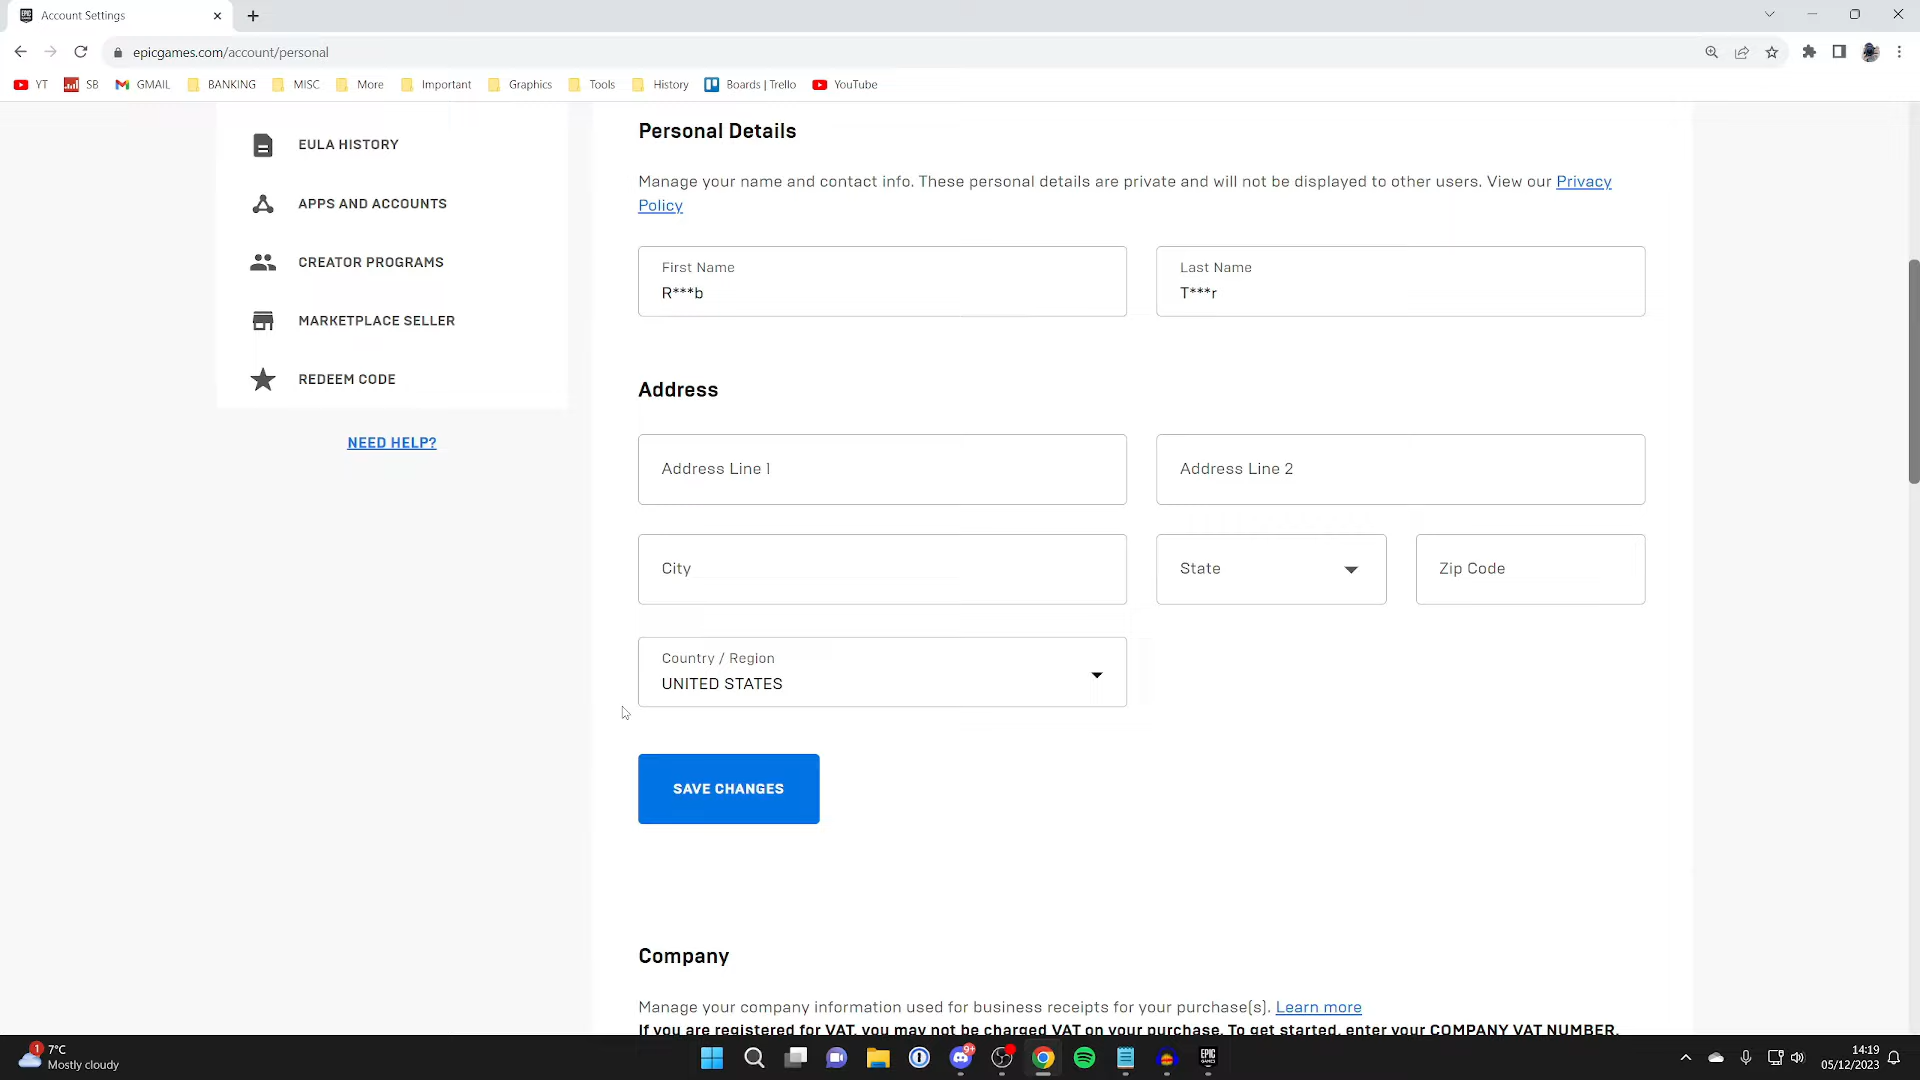 Account Settings
epicgames.com/account/personal
YT
SB
GMAIL
BANKING
MISC
More
Important
Graphics
Tools
History
Boards | Trello
YouTube
EULA HISTORY
APPS AND ACCOUNTS
CREATOR PROGRAMS
MARKETPLACE SELLER
REDEEM CODE
NEED HELP?
Personal Details
Manage your name and contact info. These personal details are private and will not be displayed to other users. View our Privacy
Policy
First Name
R***b
Last Name
T***r
Address
Address Line 1
Address Line 2
City
State
Zip Code
Country / Region
UNITED STATES
SAVE CHANGES
Company
Manage your company information used for business receipts for your purchase(s). Learn more
If you are registered for VAT, you may not be charged VAT on your purchase. To get started, enter your COMPANY VAT NUMBER.
1
7°C
Mostly cloudy
9+
EPIC
GAMES
14:19
05/12/2023